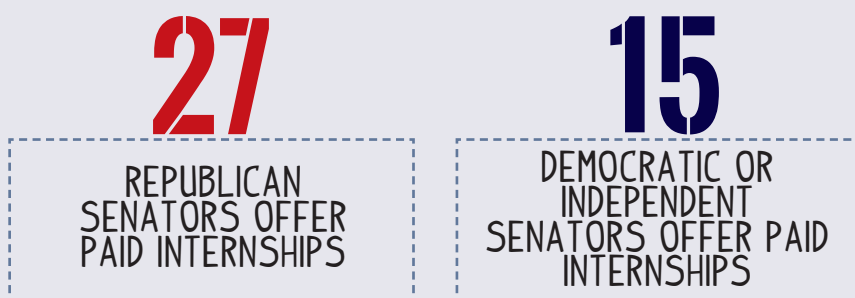 27
REPUBLICAN
SENATORS OFFER
PAID INTERNSHIPS
15
DEMOCRATIC OR
INDEPENDENT
SENATORS OFFER PAID
INTERNSHIPS